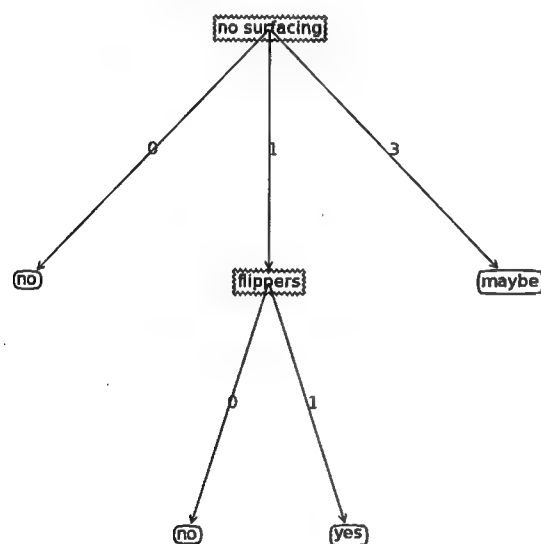 no surfacing
0 1 3
no flippers maybe
0 1
no yes